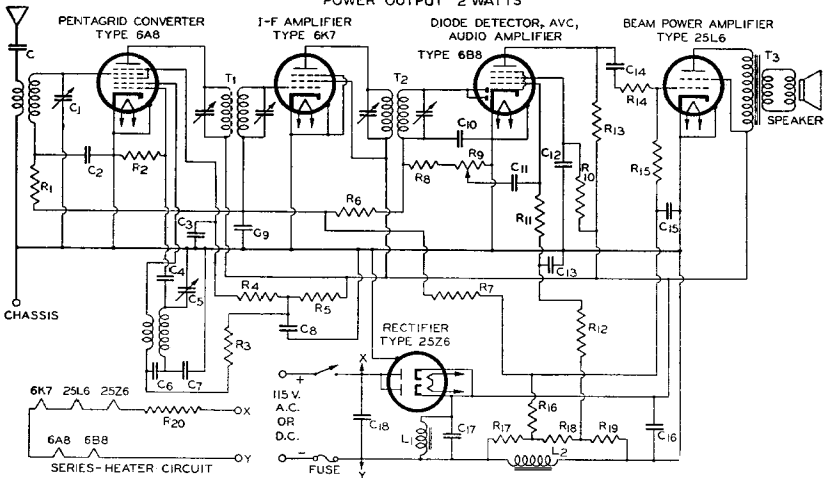 POWER OUTPUT 2 WATTS
PENTAGRID CONVERTER
TYPE 6A8
I-F AMPLIFIER
TYPE 6K7
DIODE DETECTOR, AVC,
AUDIO AMPLIFIER
TYPE 6B8
BEAM POWER AMPLIFIER
TYPE 25L6
C
C1
T1
T2
C14
R14
T3
SPEAKER
R13
C10
C12
R10
R15
C2
R2
R1
R8
R9
C11
R11
R6
C3
C9
C15
C4
C5
C13
R4
R5
R7
CHASSIS
R3
C8
R12
RECTIFIER
TYPE 25Z6
C6
C7
+
X
115 V.
A.C.
OR
D.C.
-
FUSE
C18
Y
L1
C17
R16
R17
R18
R19
L2
C16
6K7 25L6 25Z6
R20
X
6A8 6B8
Y
SERIES-HEATER CIRCUIT